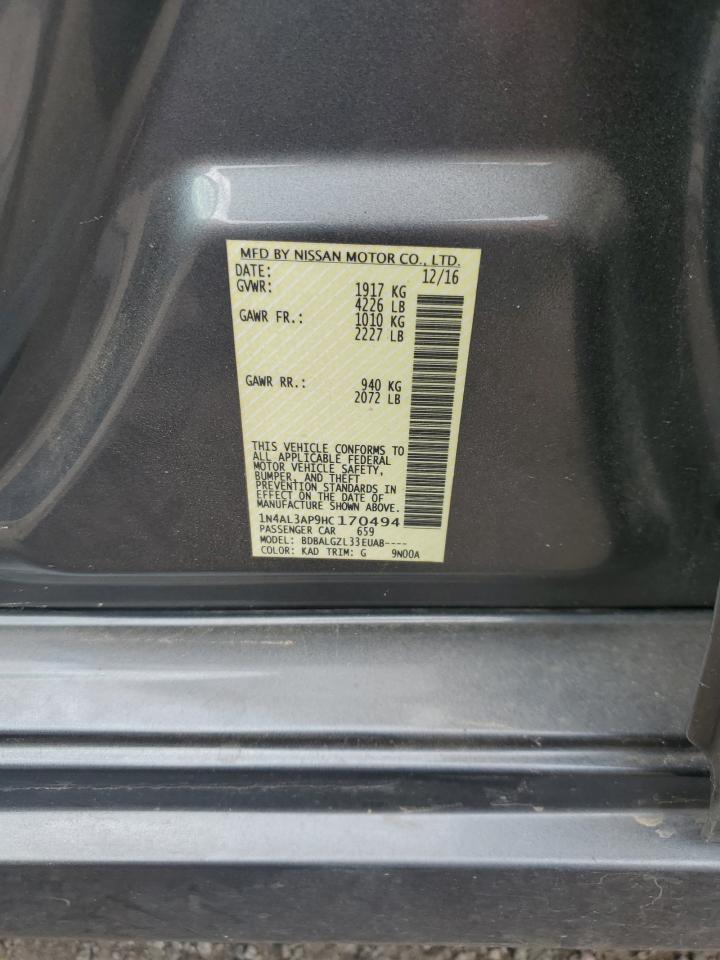 MFD BY NISSAN MOTOR CO., LTD.
DATE: 12/16
GVWR: 1917 KG
4226 LB
GAWR FR.: 1010 KG
2227 LB
GAWR RR.: 940 KG
2072 LB
THIS VEHICLE CONFORMS TO
ALL APPLICABLE FEDERAL
MOTOR VEHICLE SAFETY,
BUMPER, AND THEFT
PREVENTION STANDARDS IN
EFFECT ON THE DATE OF
MANUFACTURE SHOWN ABOVE.
1N4AL3AP9HC170494
PASSENGER CAR 659
MODEL: BDBALGZL33EUAB----
COLOR: KAD TRIM: G 9N00A